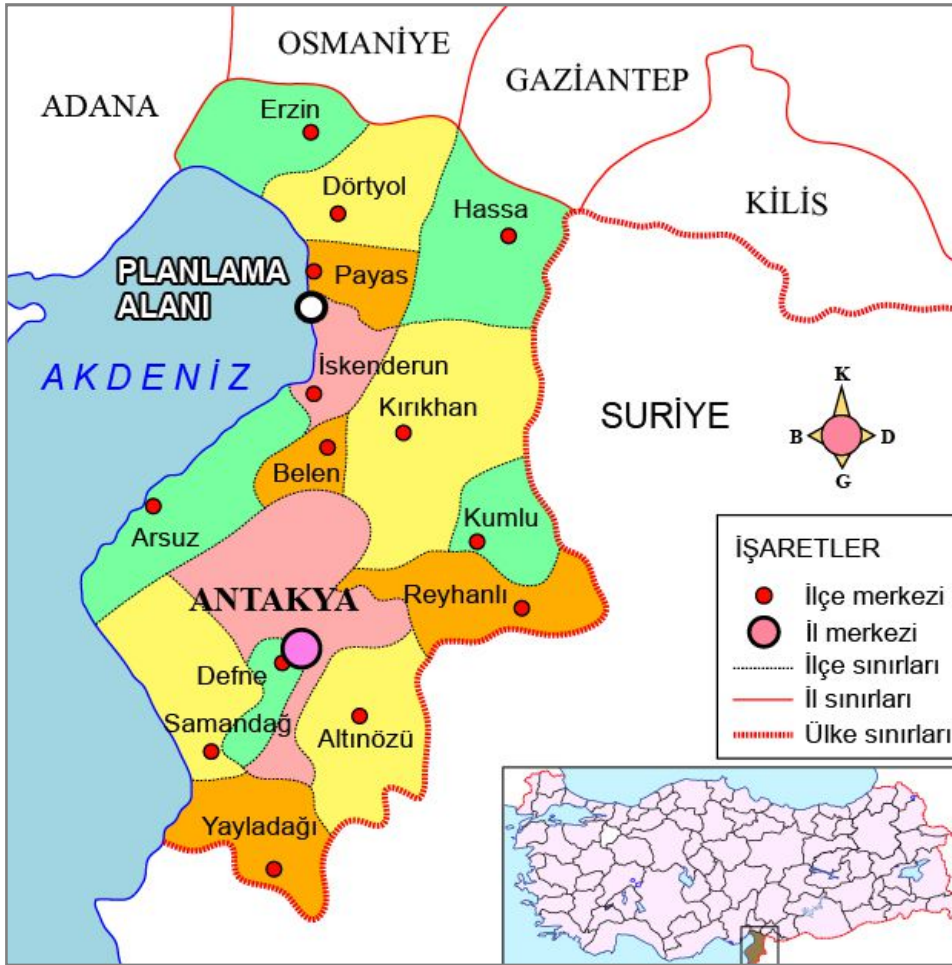 OSMANİYE
GAZİANTEP
ADANA
Erzin
KİLİS
Dörtyol
Hassa
PLANLAMA
ALANI
Payas
AKDENİZ
İskenderun
Kırıkhan
SURİYE
K
B
D
G
Belen
Arsuz
Kumlu
İŞARETLER
ANTAKYA
Reyhanlı
İlçe merkezi
İl merkezi
Defne
İlçe sınırları
Samandağ
Altınözü
İl sınırları
Ülke sınırları
Yayladağı